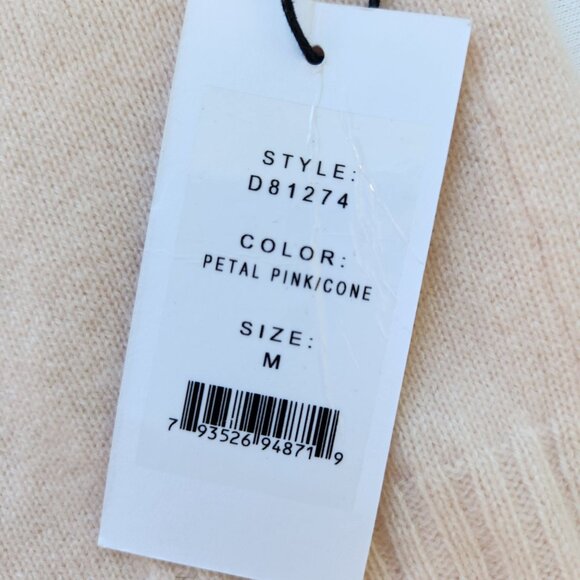 STYLE:
D81274
COLOR:
PETAL PINK/CONE
SIZE:
M
7 93526 94871 9